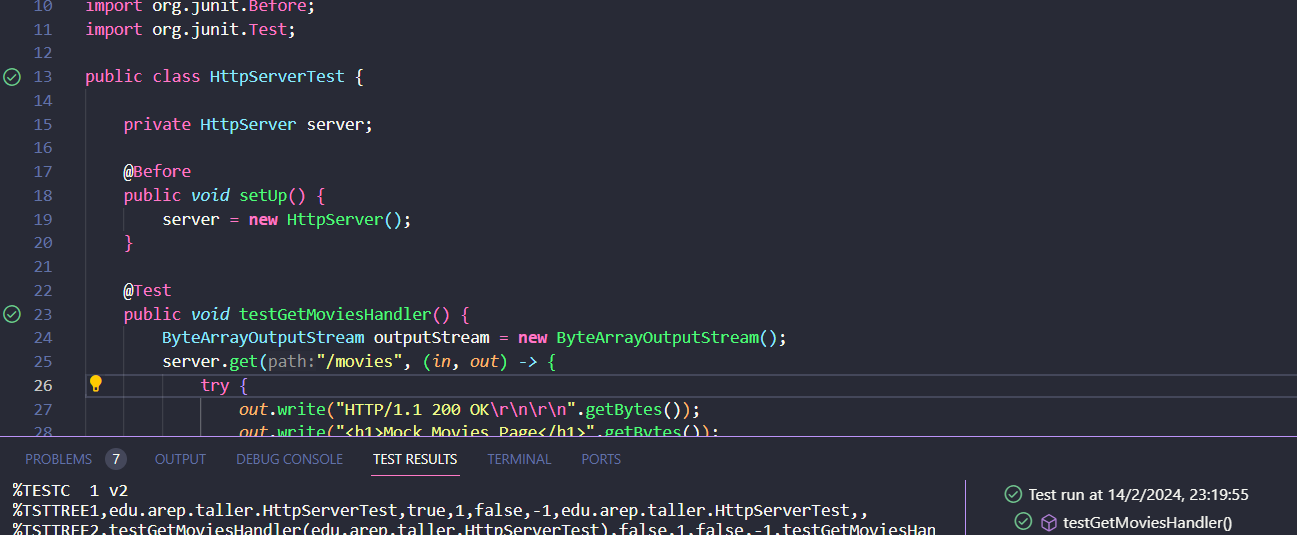 10 import org.junit.Before;
11 import org.junit.Test;
12
13 public class HttpServerTest {
14
15 private HttpServer server;
16
17 @Before
18 public void setUp() {
19 server = new HttpServer();
20 }
21
22 @Test
23 public void testGetMoviesHandler() {
24 ByteArrayOutputStream outputStream = new ByteArrayOutputStream();
25 server.get(path:"/movies", (in, out) -> {
26 try {
27 out.write("HTTP/1.1 200 OK\r\n\r\n".getBytes());
28 out.write("<h1>Mock Movies Page</h1>".getBytes());
PROBLEMS 7 OUTPUT DEBUG CONSOLE TEST RESULTS TERMINAL PORTS
%TESTC  1 v2
%TSTTREE1,edu.arep.taller.HttpServerTest,true,1,false,-1,edu.arep.taller.HttpServerTest,,
%TSTTREE2,testGetMoviesHandler(edu.arep.taller.HttpServerTest),false,1,false,-1,testGetMoviesHan
Test run at 14/2/2024, 23:19:55
testGetMoviesHandler()